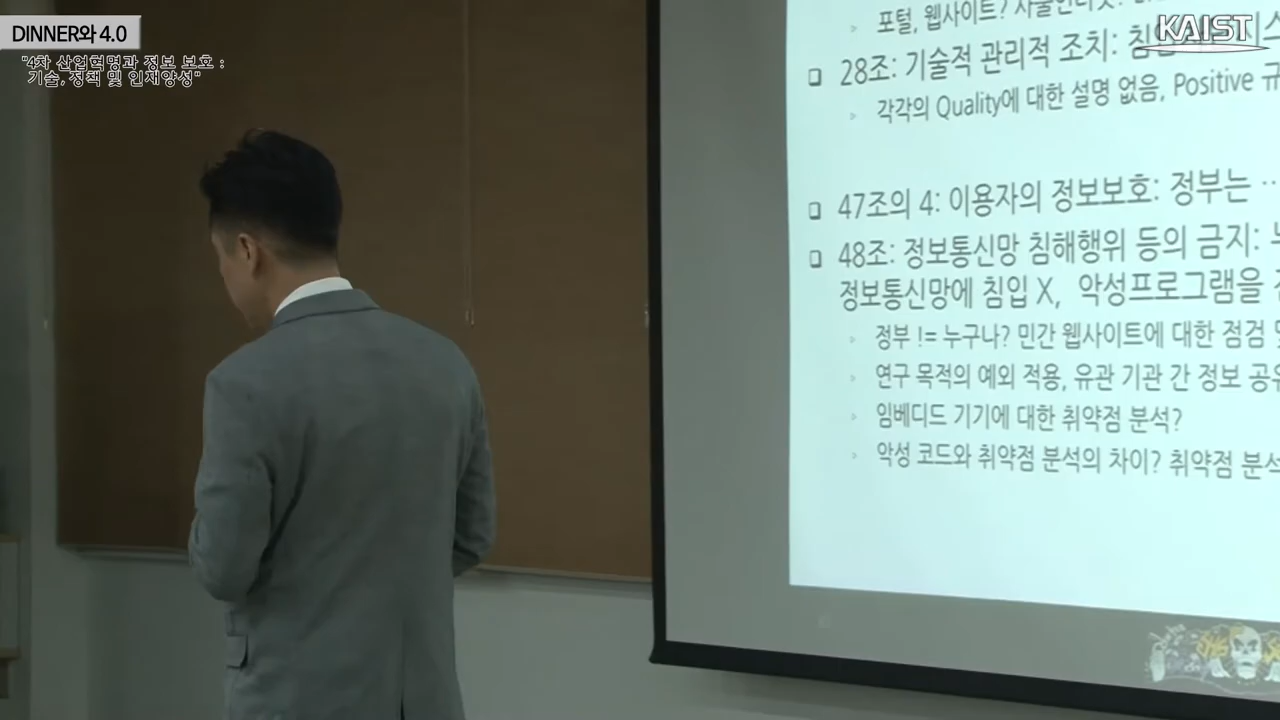 DINNER와 4.0
"4차 산업혁명과 정보 보호 :
기술, 정책 및 인재양성"
KAIST
포털, 웹사이트?
28조: 기술적 관리적 조치:
각각의 Quality에 대한 설명 없음, Positive
47조의 4: 이용자의 정보보호: 정부는 …
48조: 정보통신망 침해행위 등의 금지:
정보통신망에 침입 X, 악성프로그램을
정부 != 누구나? 민간 웹사이트에 대한 점검
연구 목적의 예외 적용, 유관 기관 간 정보
임베디드 기기에 대한 취약점 분석?
악성 코드와 취약점 분석의 차이? 취약점